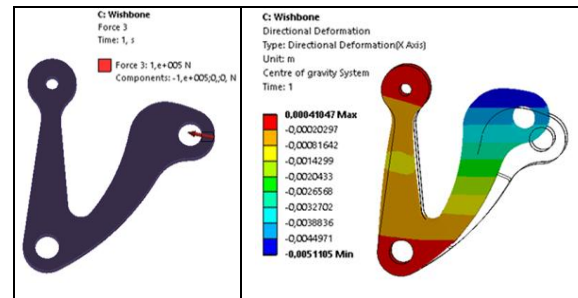 C: Wishbone
Force 3
Time: 1, s
Force 3: 1,e+005 N
Components: -1,e+005;0,;0, N
C: Wishbone
Directional Deformation
Type: Directional Deformation(X Axis)
Unit: m
Centre of gravity System
Time: 1
0,00041047 Max
-0,00020297
-0,00081642
-0,0014299
-0,0020433
-0,0026568
-0,0032702
-0,0038836
-0,0044971
-0,0051105 Min